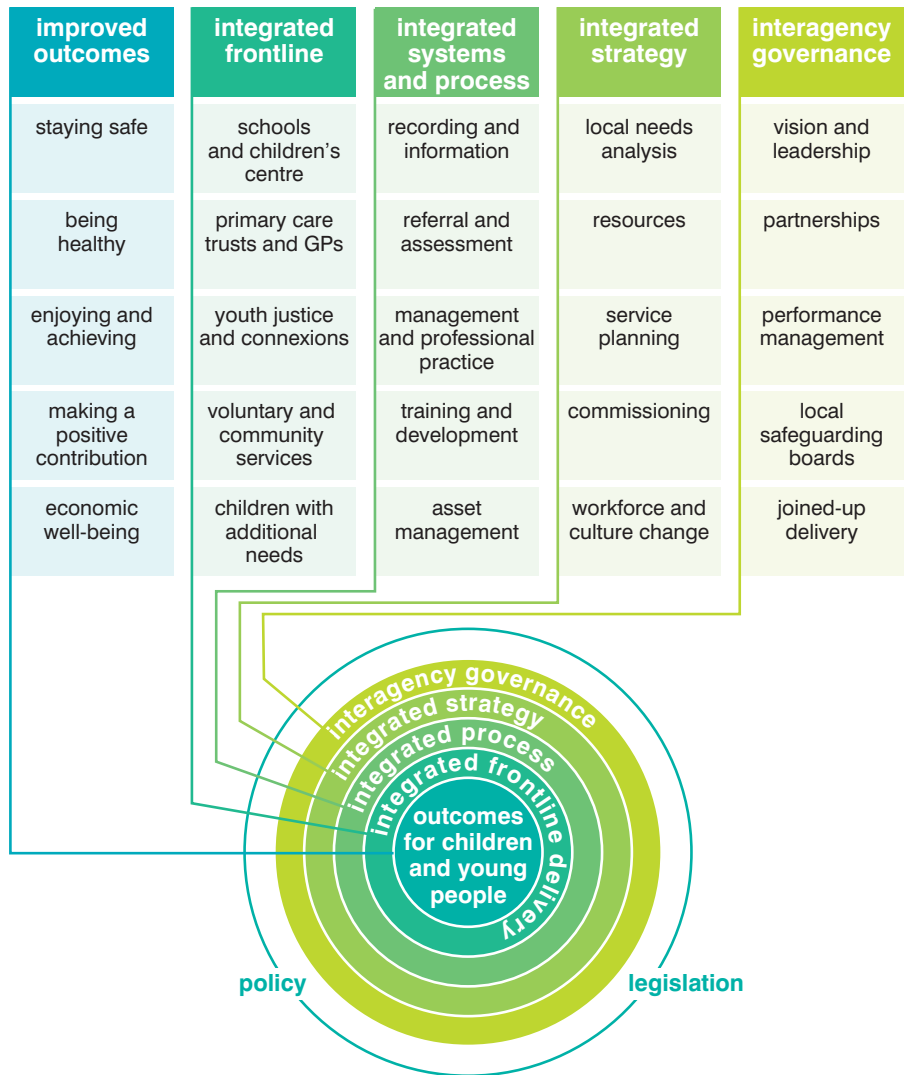 improved
outcomes
integrated
frontline
integrated
systems
and process
integrated
strategy
interagency
governance
staying safe
schools
and children's
centre
recording and
information
local needs
analysis
vision and
leadership
being
healthy
primary care
trusts and GPs
referral and
assessment
resources
partnerships
enjoying and
achieving
youth justice
and connexions
management
and professional
practice
service
planning
performance
management
making a
positive
contribution
voluntary and
community
services
training and
development
commissioning
local
safeguarding
boards
economic
well-being
children with
additional
needs
asset
management
workforce and
culture change
joined-up
delivery
interagency governance
integrated strategy
integrated process
integrated frontline delivery
outcomes
for children
and young
people
policy
legislation